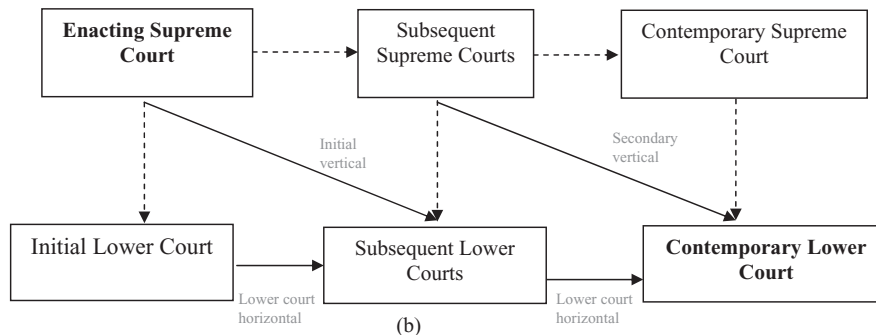 Enacting Supreme
Court
Subsequent
Supreme Courts
Contemporary Supreme
Court
Initial
vertical
Secondary
vertical
Initial Lower Court
Subsequent Lower
Courts
Contemporary Lower
Court
Lower court
horizontal
Lower court
horizontal
(b)